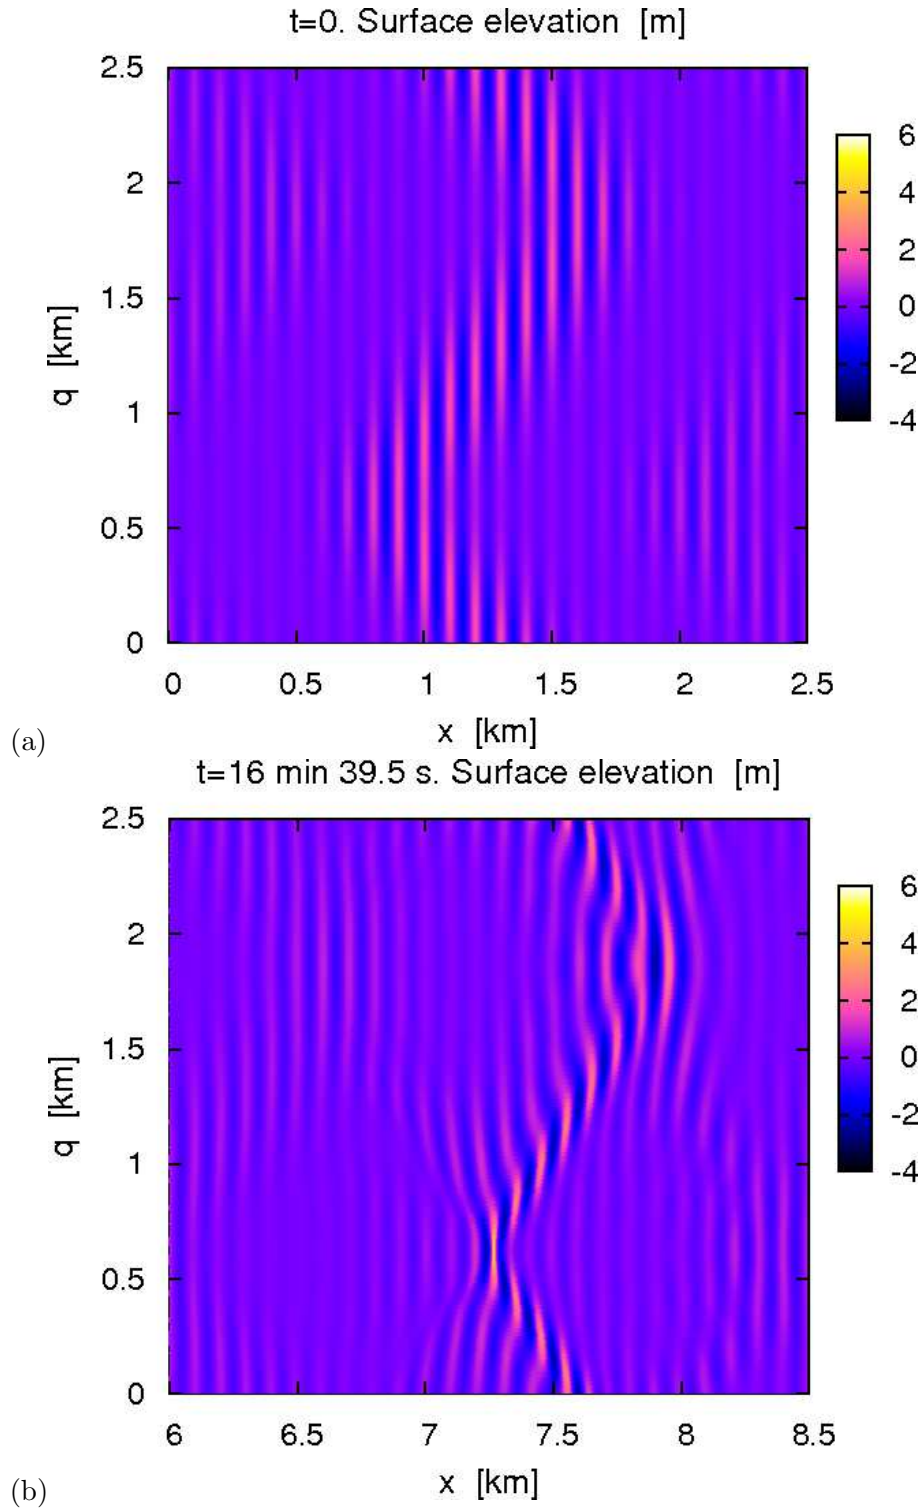 t=0. Surface elevation [m]
2.5
2
1.5
1
0.5
0
q [km]
6
4
2
0
-2
-4
0 0.5 1 1.5 2 2.5
x [km]
(a)
t=16 min 39.5 s. Surface elevation [m]
2.5
2
1.5
1
0.5
0
q [km]
6
4
2
0
-2
-4
6 6.5 7 7.5 8 8.5
x [km]
(b)